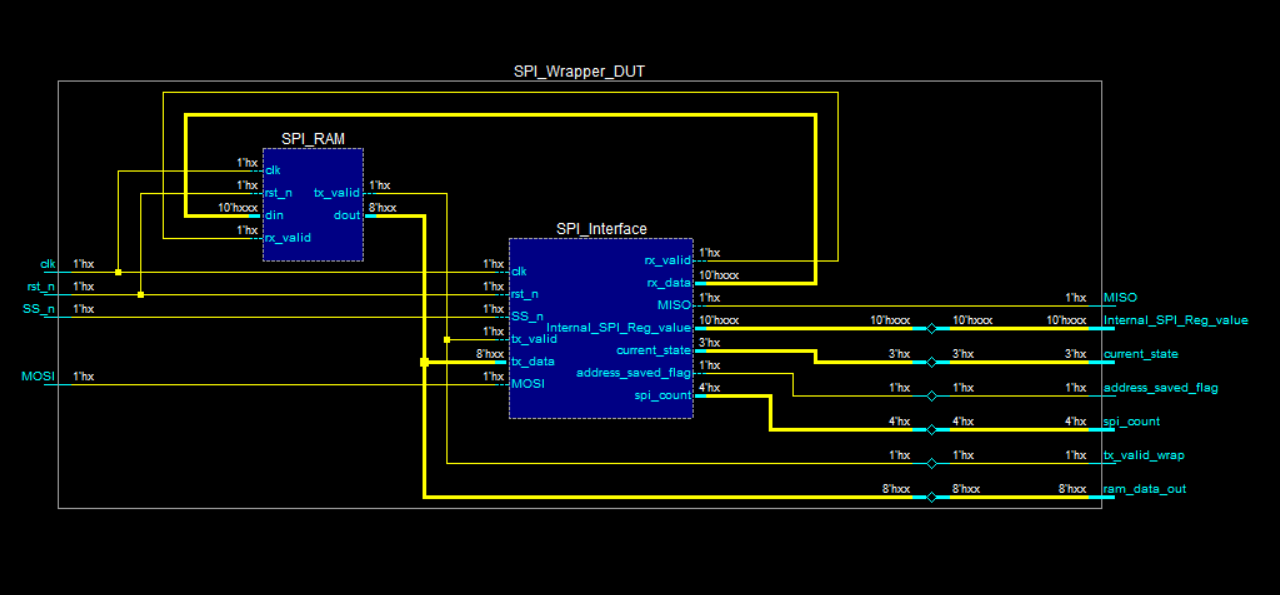 SPI_Wrapper_DUT
SPI_RAM
1'hx clk
1'hx rst_n tx_valid 1'hx
10'hxxx din dout 8'hxx
1'hx rx_valid
SPI_Interface
clk 1'hx 1'hx clk rx_valid 1'hx
rst_n 1'hx 1'hx rst_n rx_data 10'hxxx
SS_n 1'hx 1'hx SS_n MISO 1'hx 1'hx MISO
1'hx tx_valid Internal_SPI_Reg_value 10'hxxx 10'hxxx 10'hxxx 10'hxxx Internal_SPI_Reg_value
8'hxx tx_data current_state 3'hx 3'hx 3'hx 3'hx current_state
MOSI 1'hx 1'hx MOSI address_saved_flag 1'hx 1'hx 1'hx 1'hx address_saved_flag
spi_count 4'hx 4'hx 4'hx 4'hx spi_count
1'hx 1'hx 1'hx tx_valid_wrap
8'hxx 8'hxx 8'hxx ram_data_out